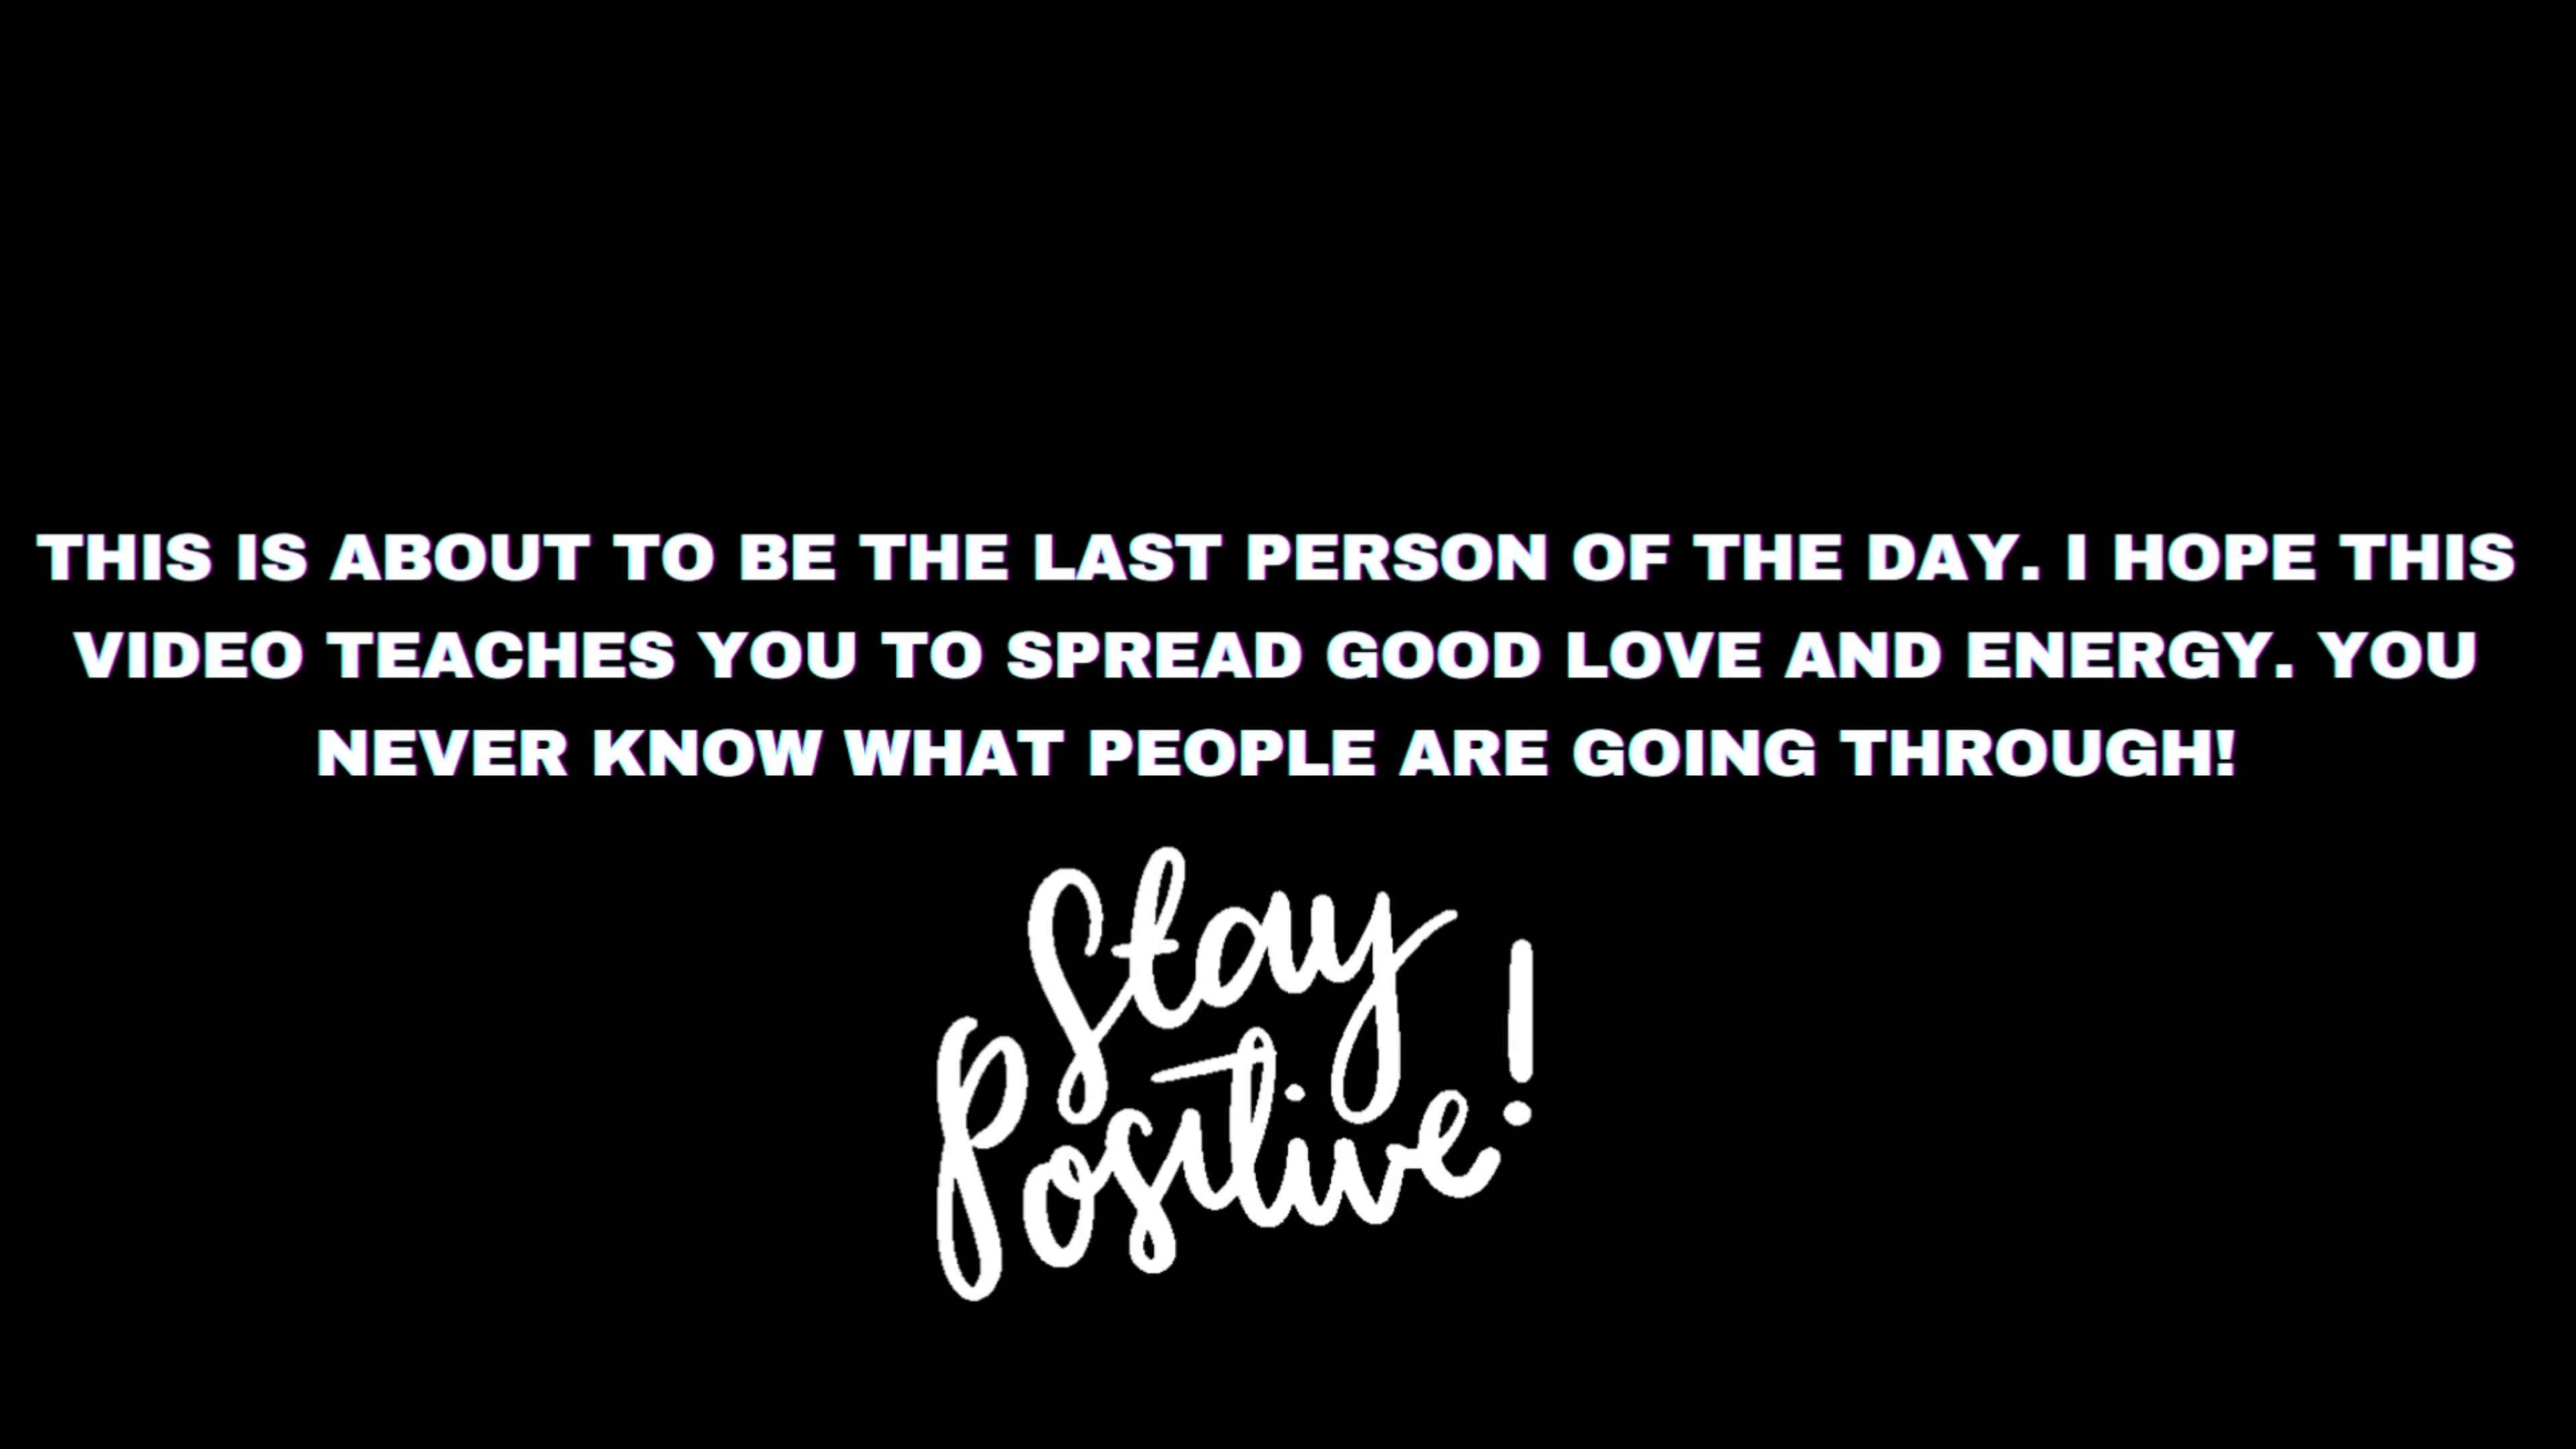 THIS IS ABOUT TO BE THE LAST PERSON OF THE DAY. I HOPE THIS
VIDEO TEACHES YOU TO SPREAD GOOD LOVE AND ENERGY. YOU
NEVER KNOW WHAT PEOPLE ARE GOING THROUGH!
Stay
Positive!